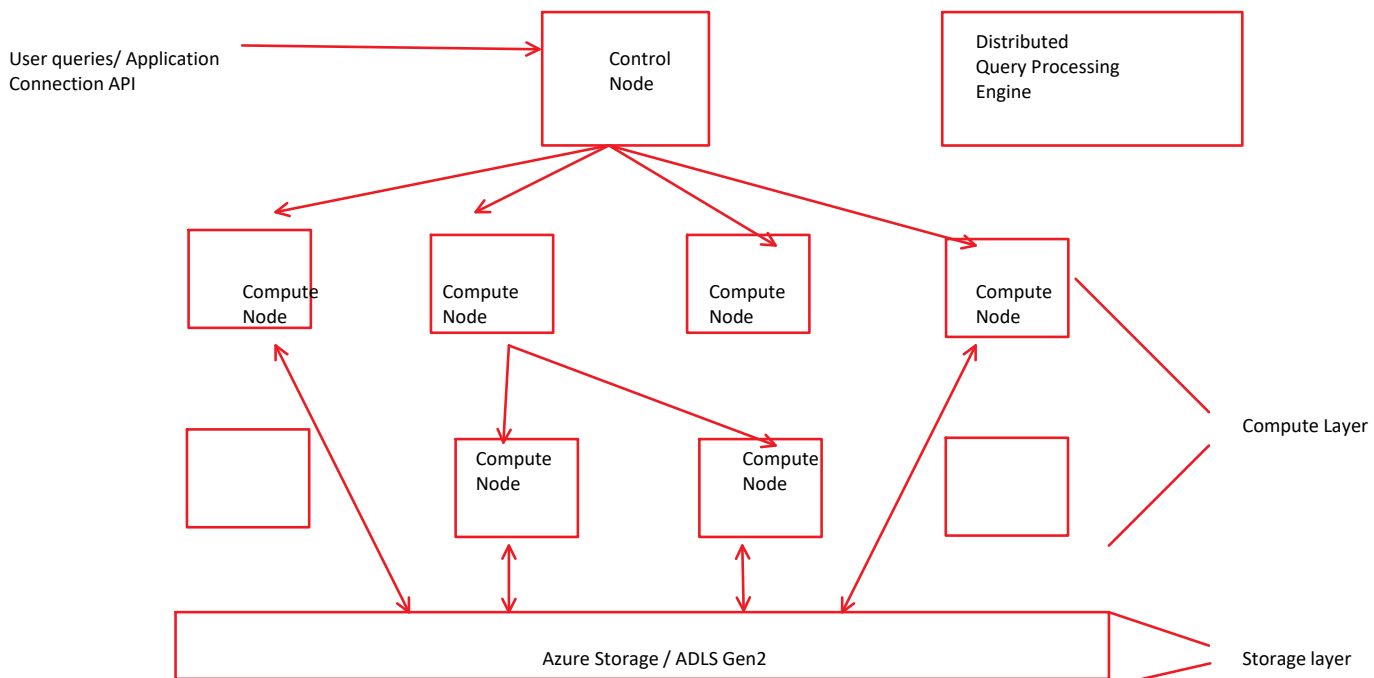 User queries/ Application
Connection API
Control
Node
Distributed
Query Processing
Engine
Compute
Node
Compute
Node
Compute
Node
Compute
Node
Compute Layer
Compute
Node
Compute
Node
Azure Storage / ADLS Gen2
Storage layer